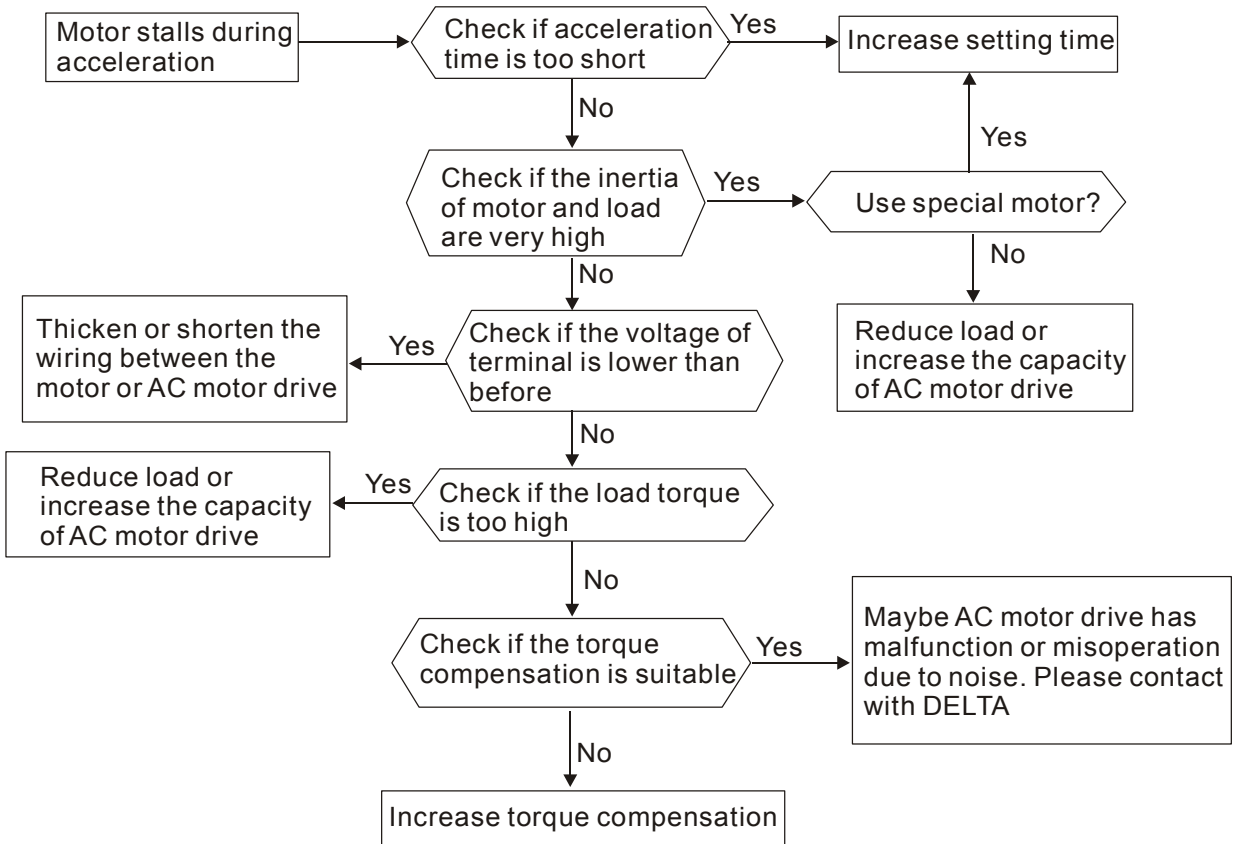 Motor stalls during
acceleration
Check if acceleration
time is too short
Yes
Increase setting time
No
Yes
Check if the inertia
of motor and load
are very high
Yes
Use special motor?
No
No
Thicken or shorten the
wiring between the
motor or AC motor drive
Yes
Check if the voltage of
terminal is lower than
before
Reduce load or
increase the capacity
of AC motor drive
No
Reduce load or
increase the capacity
of AC motor drive
Yes
Check if the load torque
is too high
No
Check if the torque
compensation is suitable
Yes
Maybe AC motor drive has
malfunction or misoperation
due to noise. Please contact
with DELTA
No
Increase torque compensation